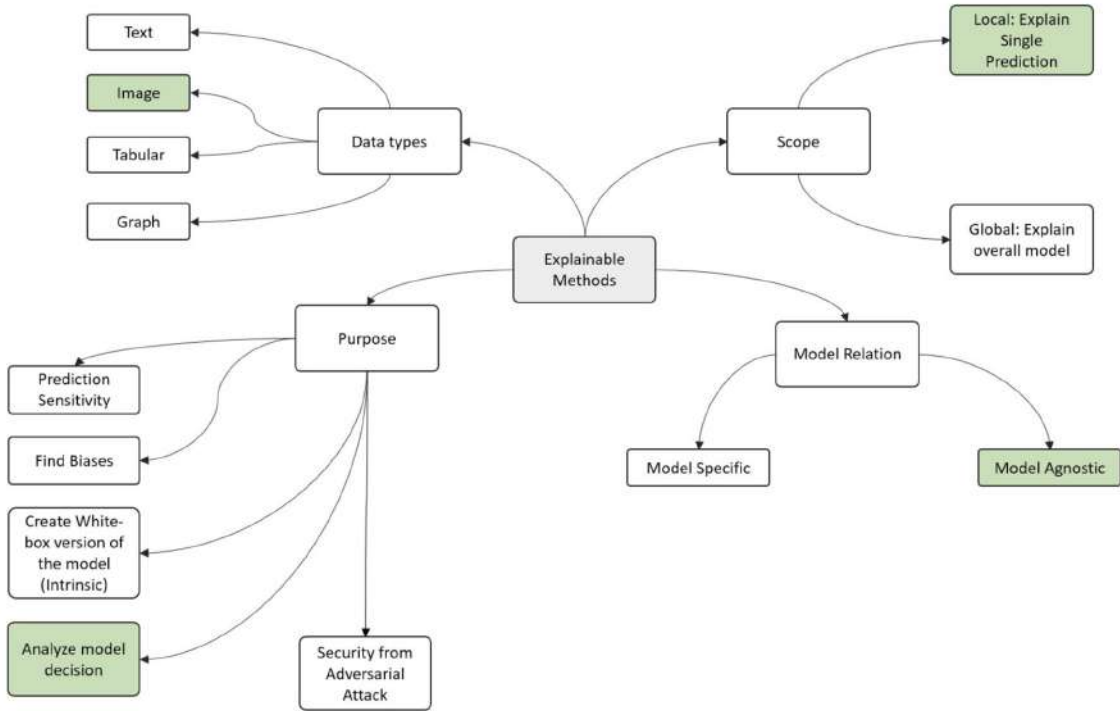 Text
Image
Tabular
Graph
Data types
Local: Explain
Single
Prediction
Scope
Global: Explain
overall model
Explainable
Methods
Purpose
Prediction
Sensitivity
Find Biases
Create White-
box version of
the model
(Intrinsic)
Analyze model
decision
Security from
Adversarial
Attack
Model Relation
Model Specific
Model Agnostic